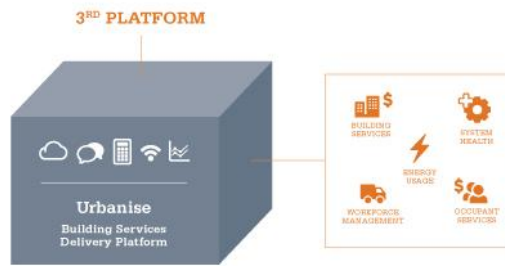 3RD PLATFORM
Urbanise
Building Services
Delivery Platform
$
BUILDING
SERVICES
SYSTEM
HEALTH
ENERGY
USAGE
WORKFORCE
MANAGEMENT
$
OCCUPANT
SERVICES